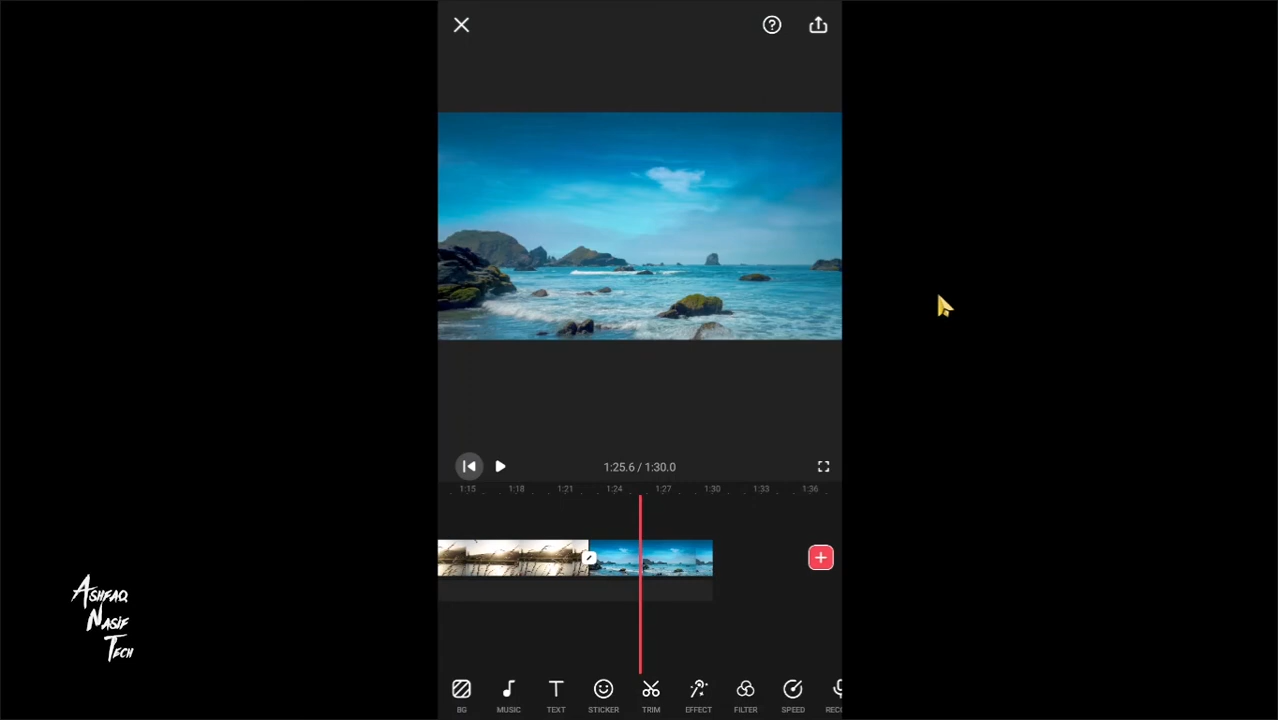 1:25.6 / 1:30.0
1:15 1:18 1:21 1:24 1:27 1:30 1:33 1:36
ASHFAQ
NASIF
TECH
BG MUSIC TEXT STICKER TRIM EFFECT FILTER SPEED REC